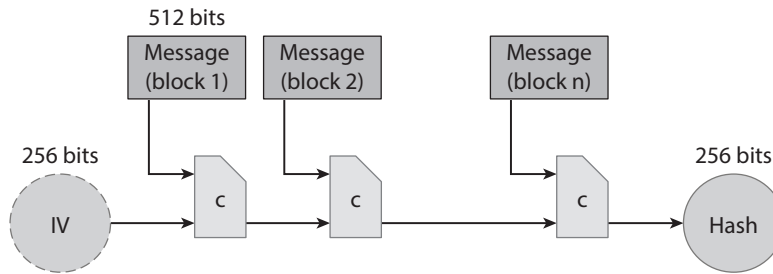 512 bits
Message
(block 1)
Message
(block 2)
Message
(block n)
256 bits
256 bits
IV
c
c
c
Hash